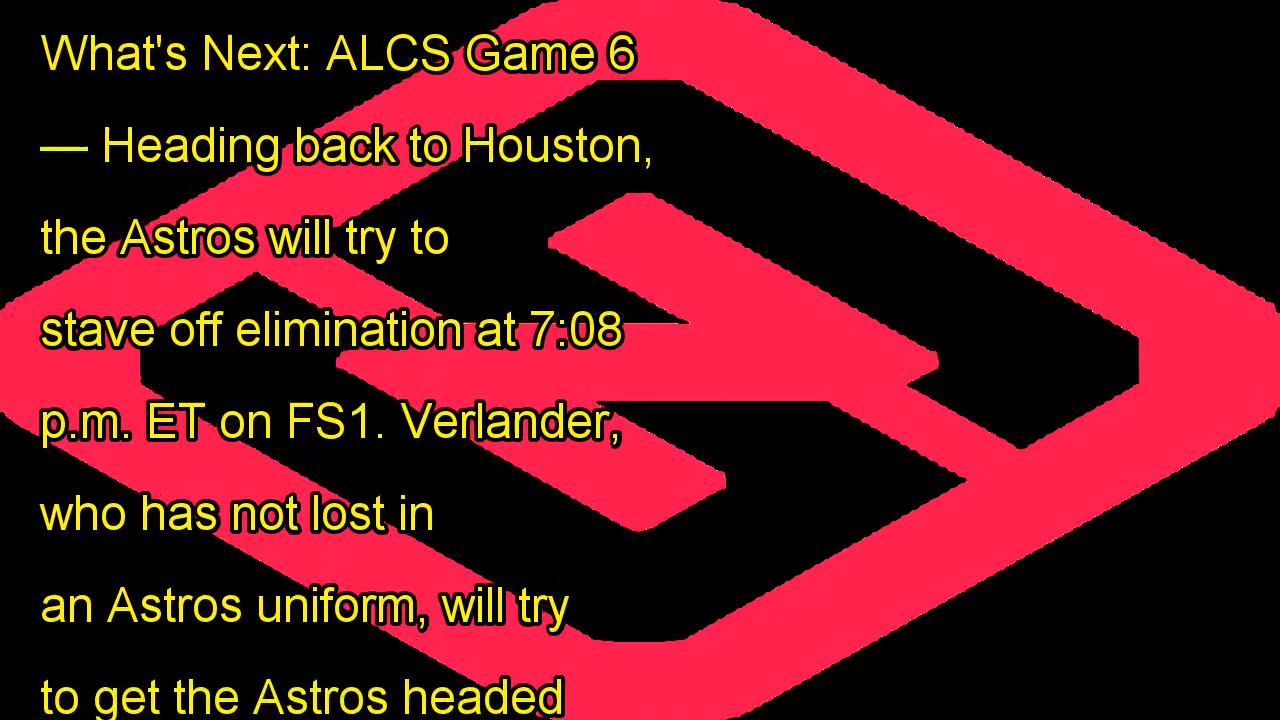 What's Next: ALCS Game 6
— Heading back to Houston,
the Astros will try to
stave off elimination at 7:08
p.m. ET on FS1. Verlander,
who has not lost in
an Astros uniform, will try
to get the Astros headed